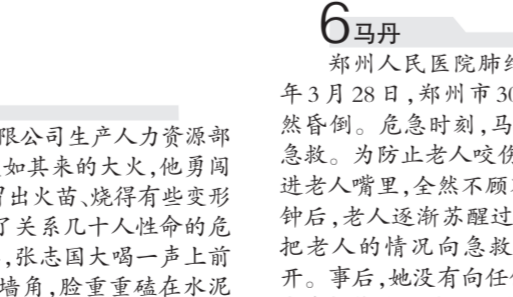 限公司生产人力资源部
如其来的大火,他勇闯
出火苗、烧得有些变形
了关系几十人性命的危
,张志国大喝一声上前
墙角,脸重重磕在水泥
6马丹
郑州人民医院肺
年3月28日,郑州市30
然昏倒。危急时刻,马
急救。为防止老人咬伤
进老人嘴里,全然不顾
钟后,老人逐渐苏醒过
把老人的情况向急救
开。事后,她没有向任